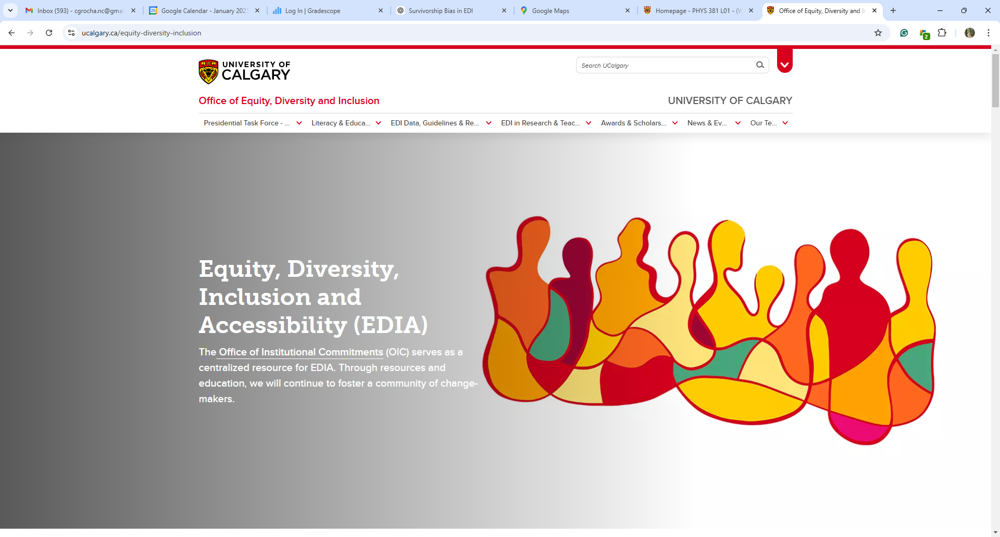 Inbox (593) - cgrocha.nc@gmai
Google Calendar - January 2025
Log In | Gradescope
Survivorship Bias in EDI
Google Maps
Homepage - PHYS 381 L01 - (W
Office of Equity, Diversity and In
ucalgary.ca/equity-diversity-inclusion
2
UNIVERSITY OF
CALGARY
Search UCalgary
Office of Equity, Diversity and Inclusion
UNIVERSITY OF CALGARY
Presidential Task Force - ...
Literacy & Educa...
EDI Data, Guidelines & Re...
EDI in Research & Teac...
Awards & Scholars...
News & Ev...
Our Te...
Equity, Diversity,
Inclusion and
Accessibility (EDIA)
The Office of Institutional Commitments (OIC) serves as a
centralized resource for EDIA. Through resources and
education, we will continue to foster a community of change-
makers.